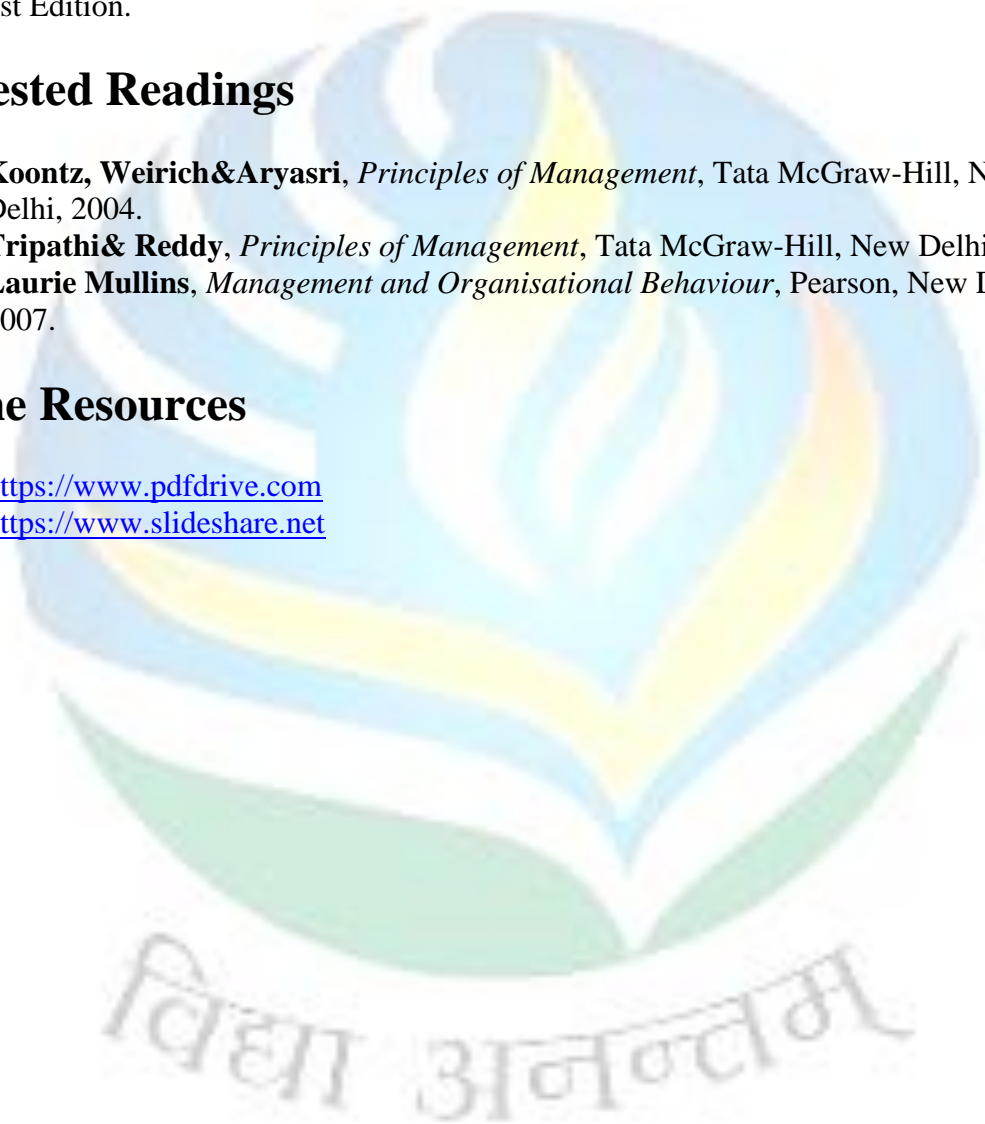 st Edition.
ested Readings
Koontz, Weirich&Aryasri, Principles of Management, Tata McGraw-Hill, N
Delhi, 2004.
Tripathi& Reddy, Principles of Management, Tata McGraw-Hill, New Delhi
Laurie Mullins, Management and Organisational Behaviour, Pearson, New D
007.
ne Resources
ttps://www.pdfdrive.com
ttps://www.slideshare.net
विद्या अनन्तम्